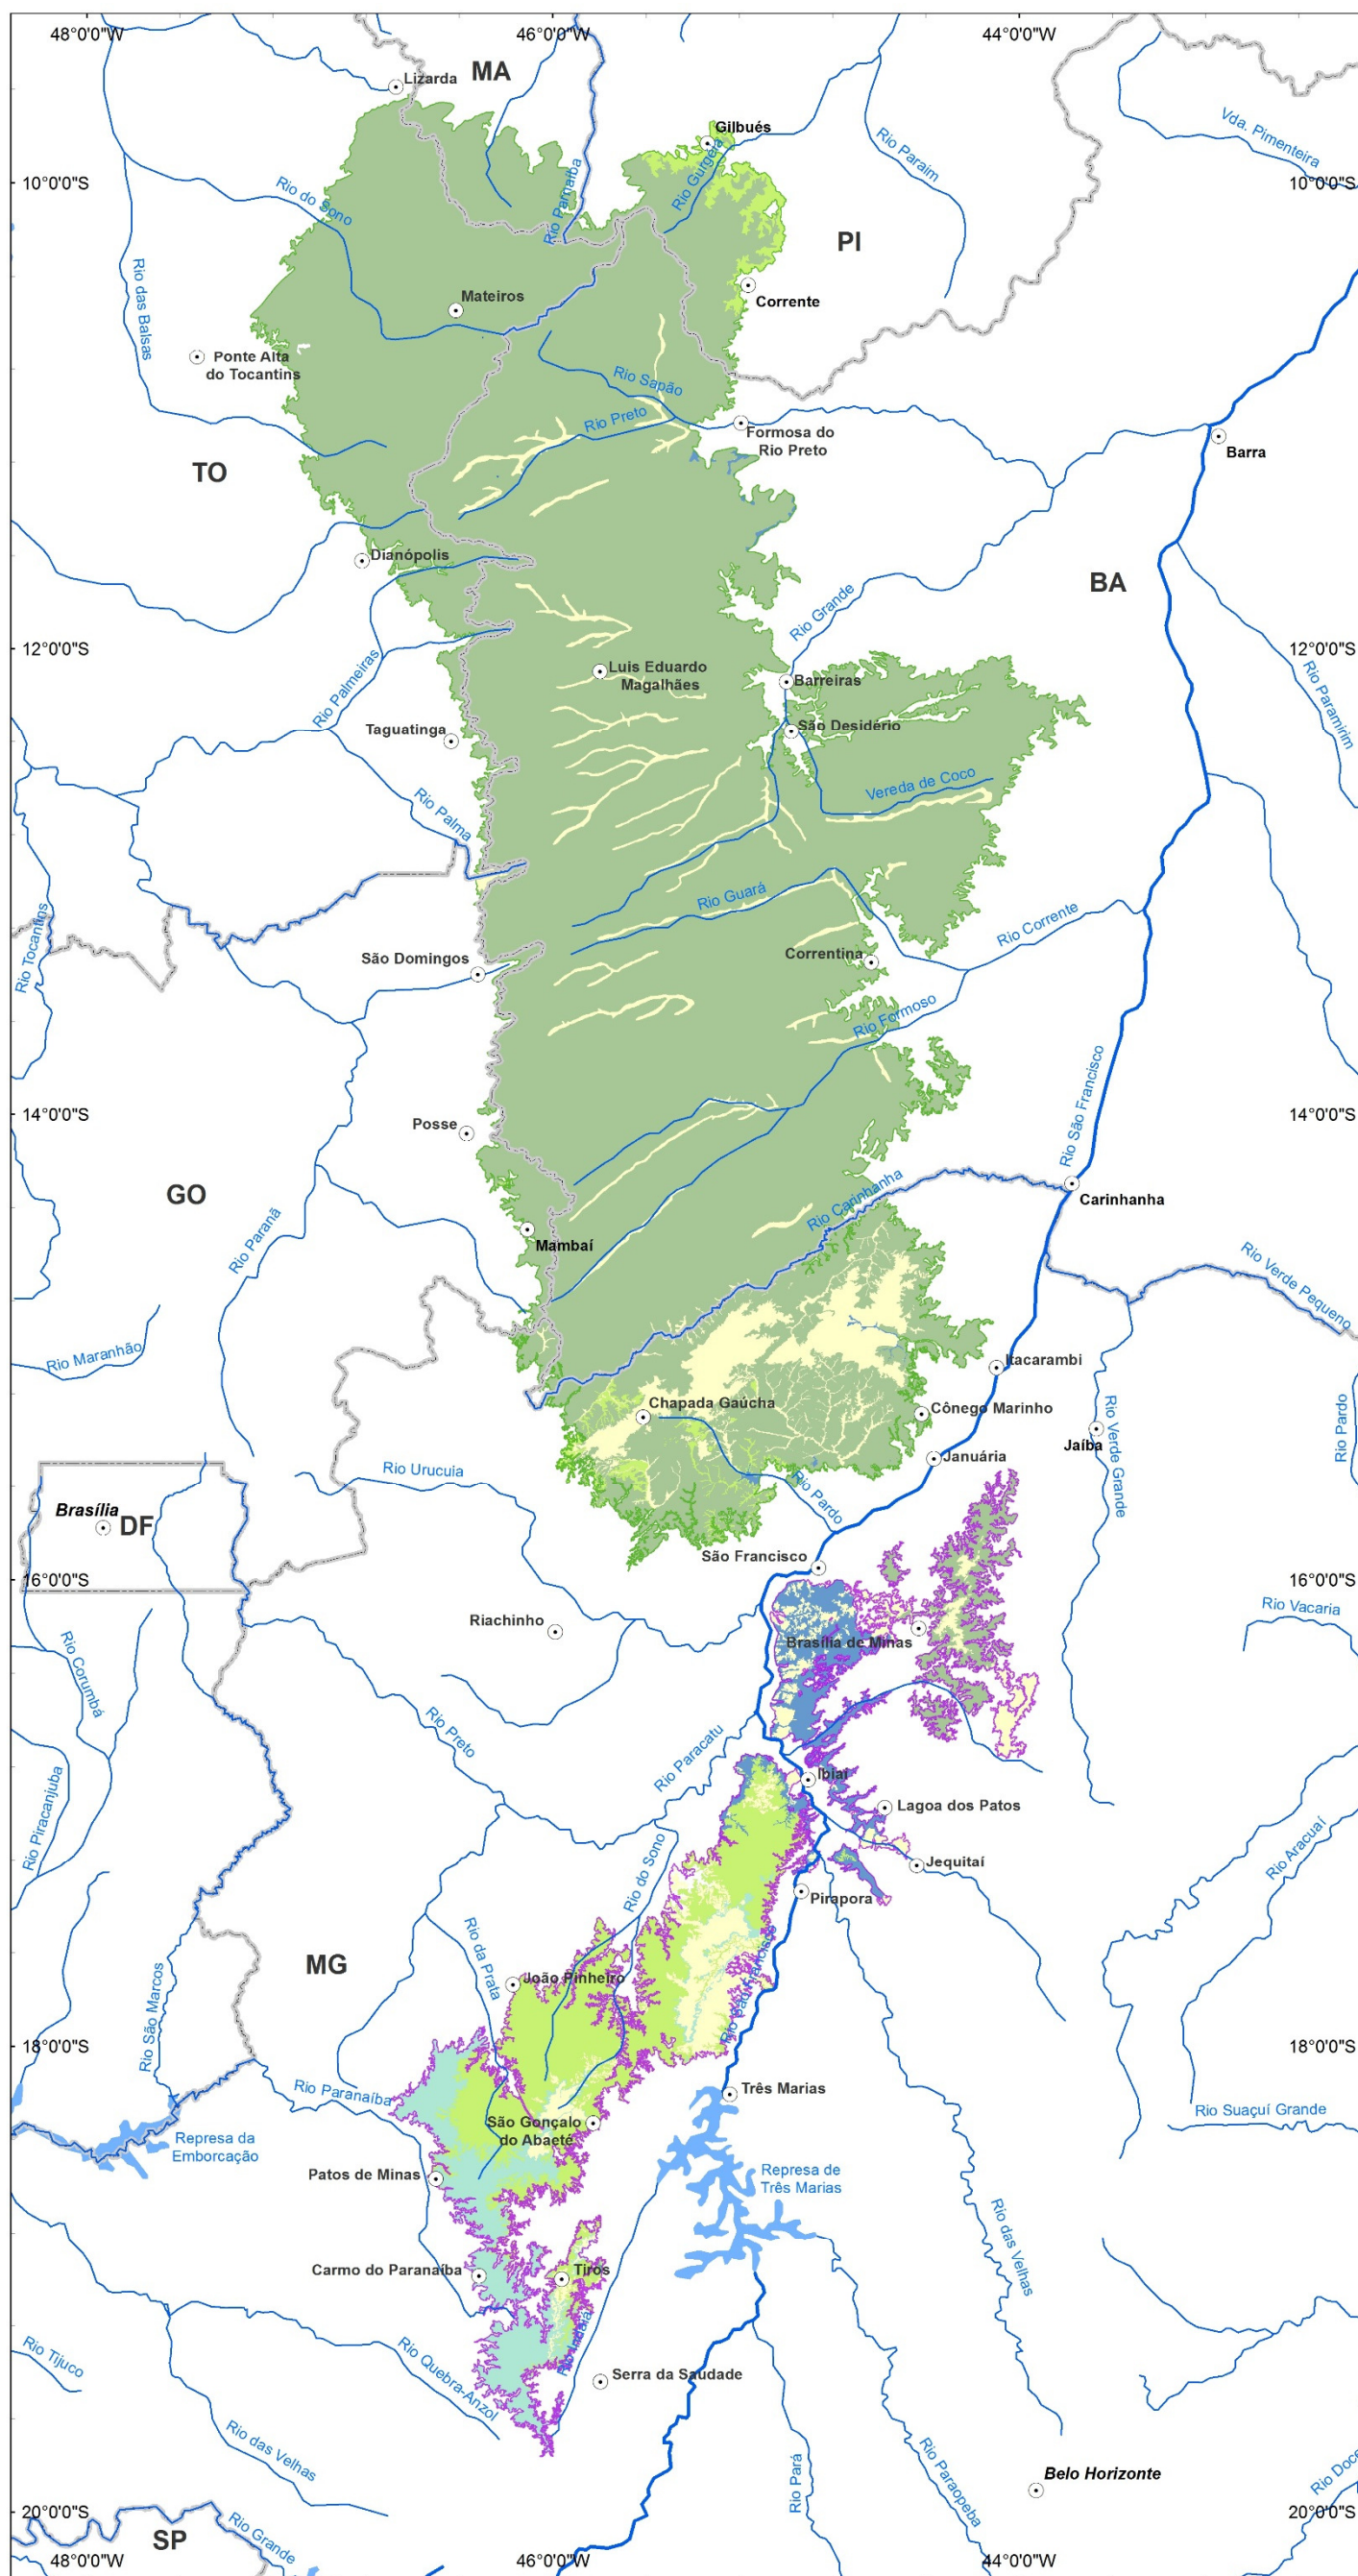 48°0'0"W
46°0'0"W
44°0'0"W
MA
Lizarda
Gilbués
Rio Gurgeia
Rio Paraim
Vda. Pimenteira
10°0'0"S
10°0'0"S
Rio do Sono
Rio Parnaíba
PI
Rio das Balsas
Mateiros
Corrente
Ponte Alta
do Tocantins
Rio Sapão
Rio Preto
Formosa do
Rio Preto
Barra
TO
Dianópolis
BA
Rio Grande
12°0'0"S
12°0'0"S
Luis Eduardo
Magalhães
Barreiras
Rio Palmeiras
Rio Paramirim
Taguatinga
São Desidério
Vereda de Coco
Rio Palma
Rio Guará
Rio Corrente
Rio Tocantins
São Domingos
Correntina
Rio Formoso
14°0'0"S
14°0'0"S
Posse
Rio São Francisco
GO
Rio Carinhanha
Carinhanha
Rio Paranã
Mambaí
Rio Verde Pequeno
Rio Maranhão
Itacarambi
Chapada Gaúcha
Cônego Marinho
Rio Verde Grande
Rio Pardo
Jaíba
Januária
Rio Urucuia
Rio Pardo
Brasília
DF
São Francisco
16°0'0"S
16°0'0"S
Riachinho
Rio Vacaria
Brasília de Minas
Rio Corumbá
Rio Preto
Rio Paracatu
Rio Piracanjuba
Ibiaí
Lagoa dos Patos
Rio do Sono
Jequitaí
Rio Aracuaí
Pirapora
Rio da Prata
MG
João Pinheiro
Rio São Francisco
Rio São Marcos
18°0'0"S
18°0'0"S
Rio Paranaíba
Três Marias
São Gonçalo
do Abaeté
Rio Suaçuí Grande
Represa da
Emborcação
Patos de Minas
Represa de
Três Marias
Rio das Velhas
Carmo do Paranaíba
Tiros
Rio Indaiá
Rio Tijuco
Rio Quebra-Anzol
Serra da Saudade
Rio das Velhas
Rio Pará
Rio Paraopeba
Belo Horizonte
Rio Doce
20°0'0"S
20°0'0"S
SP
Rio Grande
48°0'0"W
46°0'0"W
44°0'0"W